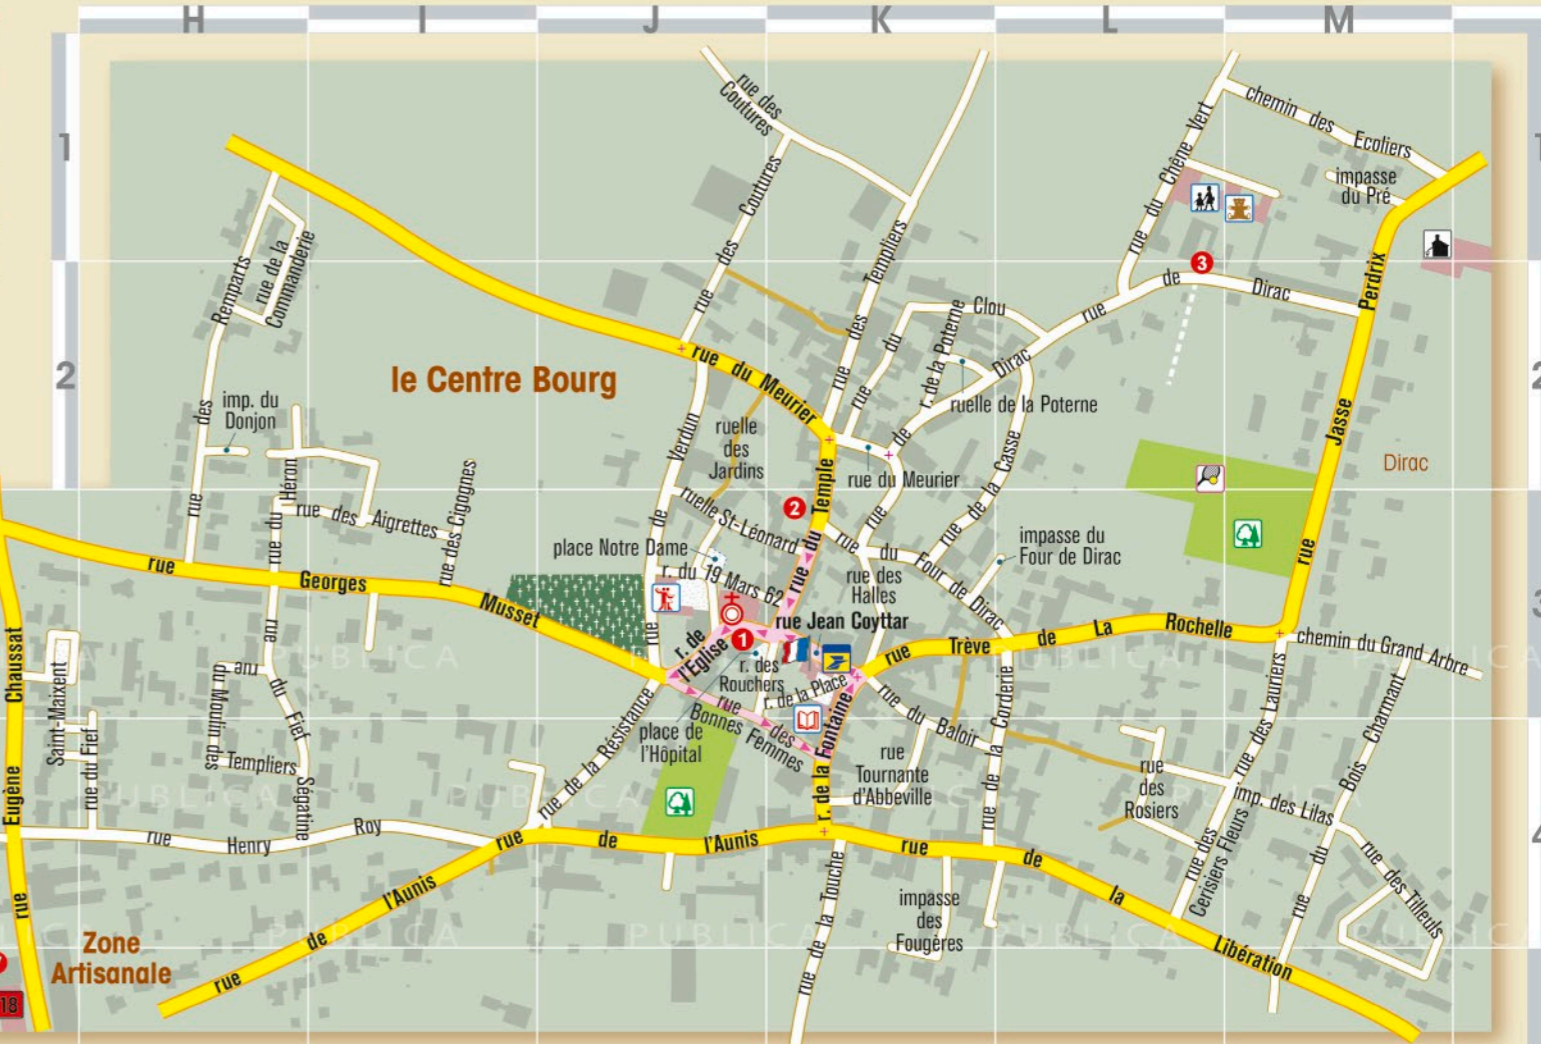 H I J K L M
1
1
2
2
3
4
rue des
Coutures
rue des Coutures
rue des Templiers
rue du Chêne Vert
chemin des Ecoliers
impasse
du Pré
rue des Remparts
rue de la
Commanderie
3
rue de Dirac
rue Jasse Perdrix
le Centre Bourg
rue du Meurier
rue du Clou
r. de la Poterne
ruelle de la Poterne
imp. du
Donjon
ruelle
des
Jardins
rue de Verdun
rue du Meurier
rue de la Casse
Dirac
rue du Héron
rue des Aigrettes
rue des Cigognes
ruelle St-Léonard
2
rue du Temple
place Notre Dame
r. du 19 Mars 62
rue du Four de Dirac
impasse du
Four de Dirac
rue des
Halles
rue Georges Musset
rue Jean Coyttar
1
r. de
l'Eglise
r. des
Rouchers
r. de la Place
rue Trève de La Rochelle
chemin du Grand Arbre
rue Eugène Chaussat
Saint-Maixent
rue du Fief
rue du Moulin des Templiers
rue du Fief Ségatine
rue de la Résistance
place de
l'Hôpital
rue des
Bonnes Femmes
r. de la Fontaine
rue du Baloir
rue
Tournante
d'Abbeville
rue de la Corderie
rue
des
Rosiers
rue des Lauriers
imp. des Lilas
rue des
Cerisiers Fleurs
rue du Bois Charmant
rue des Tilleuls
rue Henry Roy
rue de l'Aunis
rue de l'Aunis
rue de la Libération
impasse
des
Fougères
rue de la Touche
Zone
Artisanale
18
PUBLICA